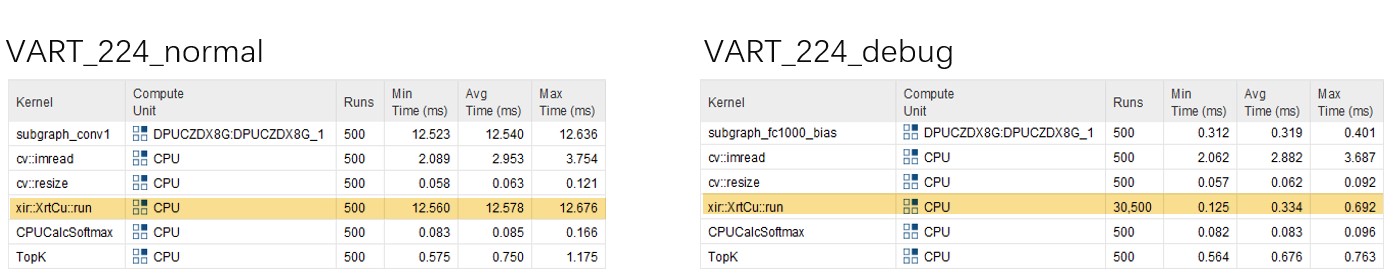 VART_224_normal
Kernel Compute Unit Runs Min Time (ms) Avg Time (ms) Max Time (ms)
subgraph_conv1 DPUCZDX8G:DPUCZDX8G_1 500 12.523 12.540 12.636
cv::imread CPU 500 2.089 2.953 3.754
cv::resize CPU 500 0.058 0.063 0.121
xir::XrtCu::run CPU 500 12.560 12.578 12.676
CPUCalcSoftmax CPU 500 0.083 0.085 0.166
TopK CPU 500 0.575 0.750 1.175
VART_224_debug
Kernel Compute Unit Runs Min Time (ms) Avg Time (ms) Max Time (ms)
subgraph_fc1000_bias DPUCZDX8G:DPUCZDX8G_1 500 0.312 0.319 0.401
cv::imread CPU 500 2.062 2.882 3.687
cv::resize CPU 500 0.057 0.062 0.092
xir::XrtCu::run CPU 30,500 0.125 0.334 0.692
CPUCalcSoftmax CPU 500 0.082 0.083 0.096
TopK CPU 500 0.564 0.676 0.763